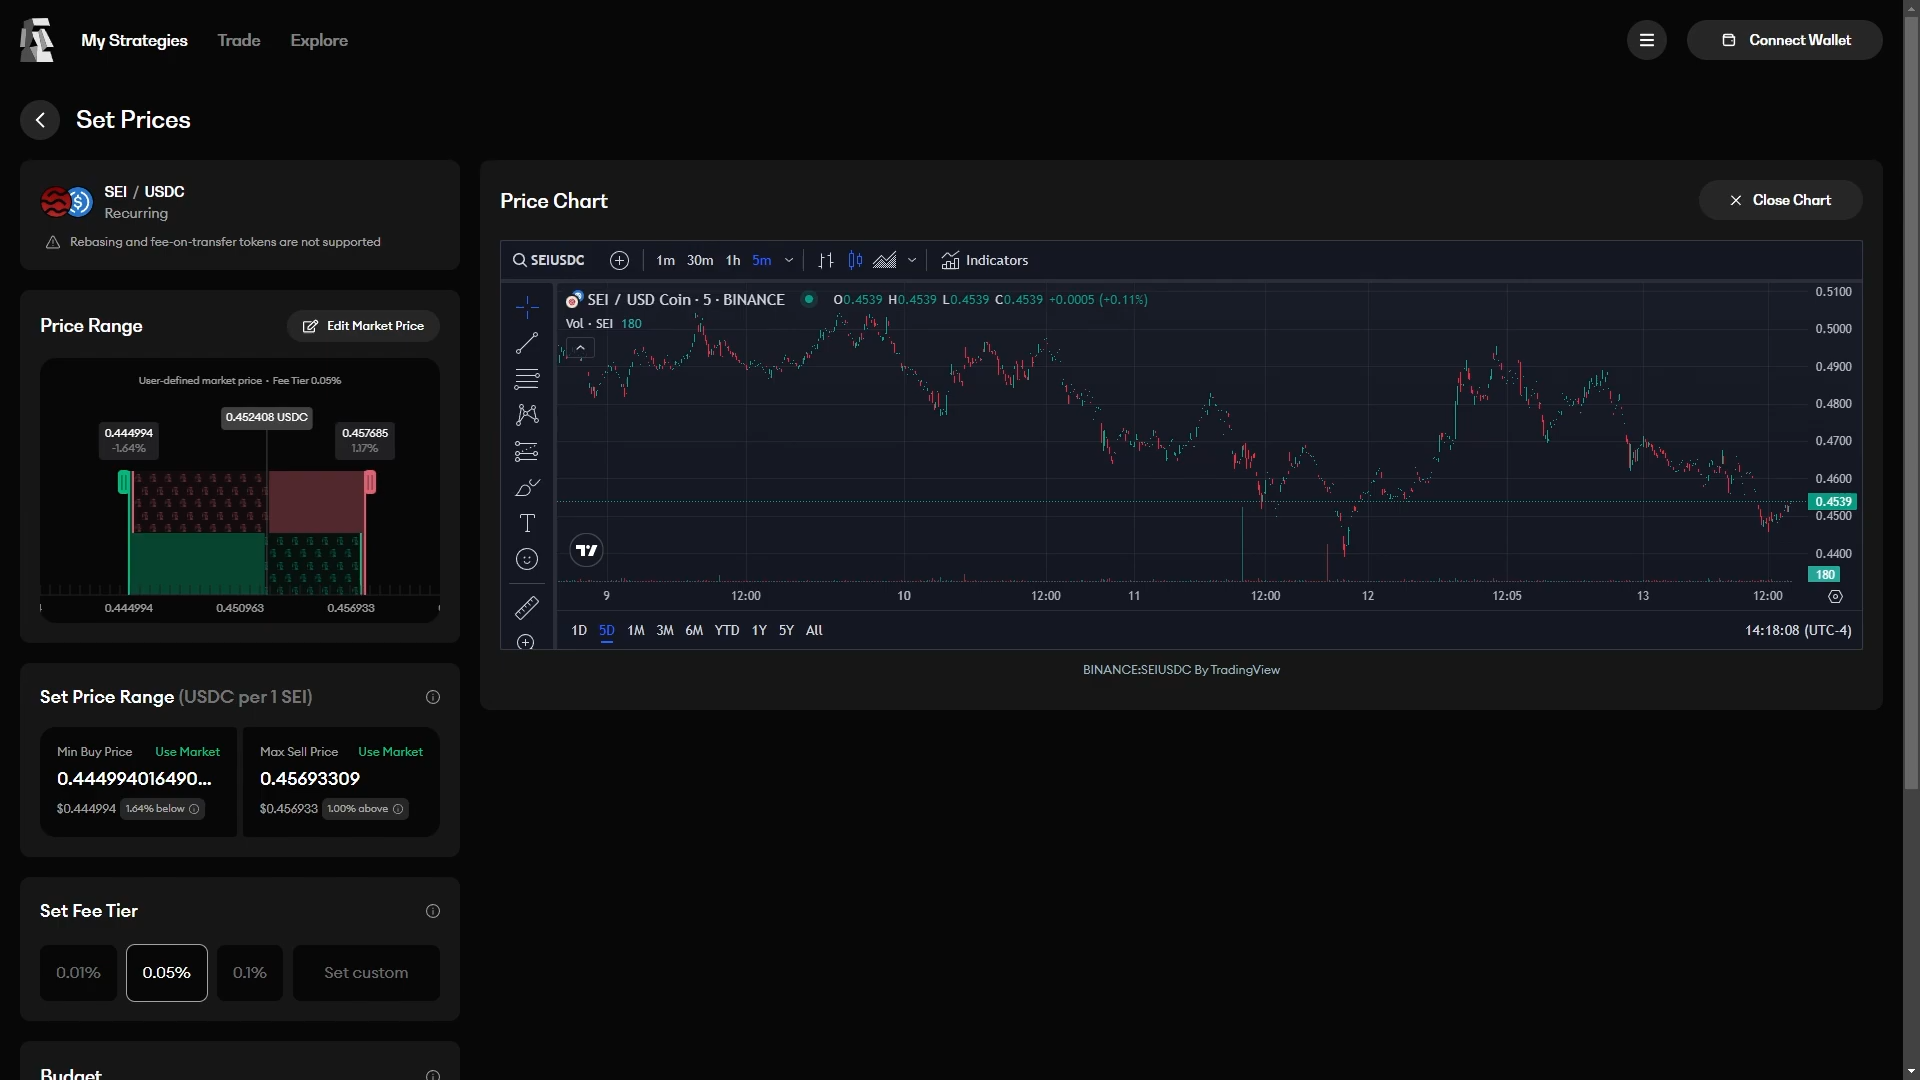 My Strategies
Trade
Explore
Connect Wallet
Set Prices
SEI / USDC
Recurring
Rebasing and fee-on-transfer tokens are not supported
Price Range
Edit Market Price
User-defined market price • Fee Tier 0.05%
0.452408 USDC
0.444994
-1.64%
0.457685
1.17%
0.444994
0.450963
0.456933
Set Price Range (USDC per 1 SEI)
Min Buy Price
Use Market
0.444994016490...
$0.444994
1.64% below
Max Sell Price
Use Market
0.45693309
$0.456933
1.00% above
Set Fee Tier
0.01%
0.05%
0.1%
Set custom
Budget
Price Chart
Close Chart
SEIUSDC
1m
30m
1h
5m
Indicators
SEI / USD Coin · 5 · BINANCE
O0.4539 H0.4539 L0.4539 C0.4539 +0.0005 (+0.11%)
Vol · SEI 180
0.5100
0.5000
0.4900
0.4800
0.4700
0.4600
0.4539
0.4500
0.4400
180
9
12:00
10
12:00
11
12:00
12
12:05
13
12:00
1D
5D
1M
3M
6M
YTD
1Y
5Y
All
14:18:08 (UTC-4)
BINANCE:SEIUSDC By TradingView